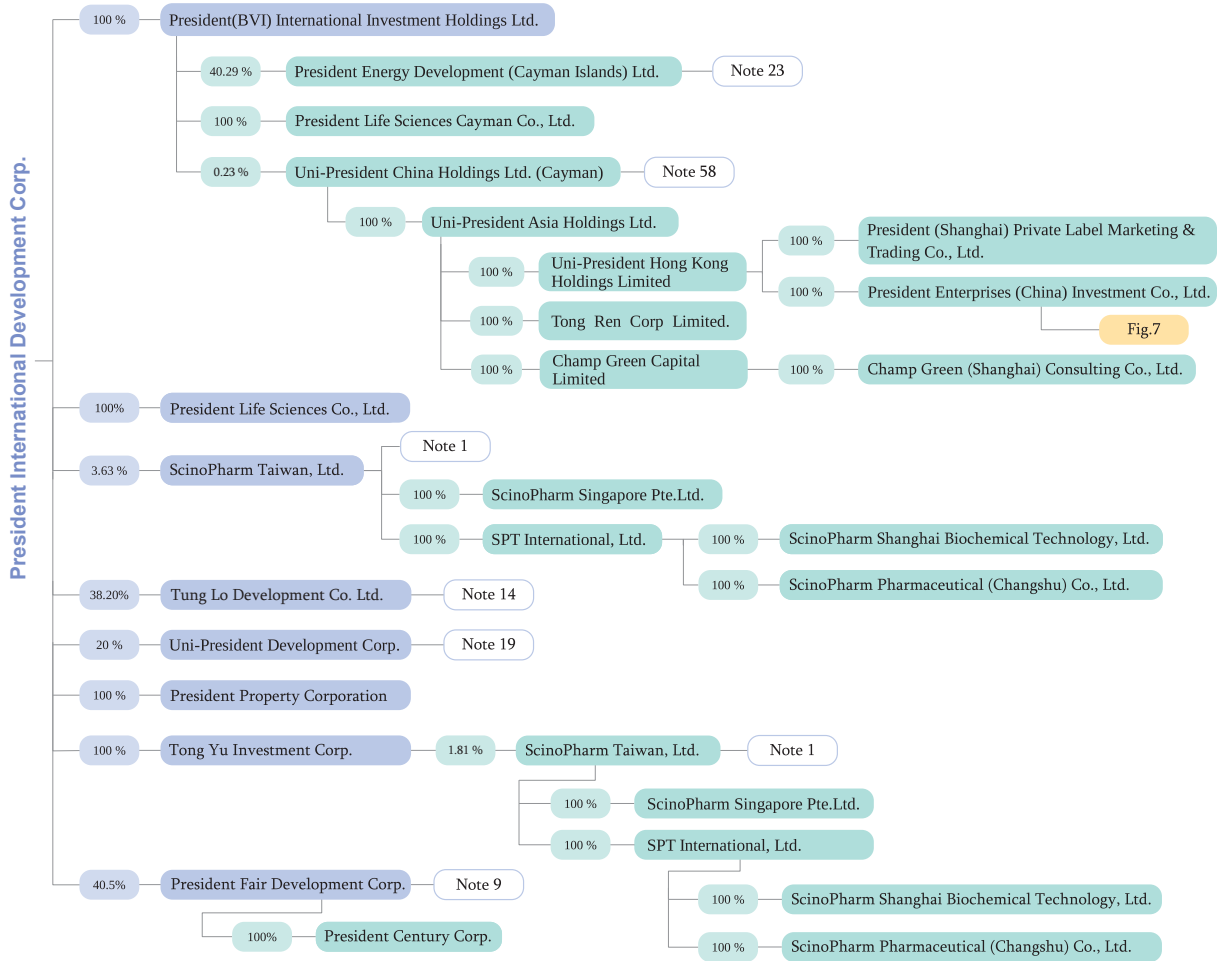 President International Development Corp.
100 %
President(BVI) International Investment Holdings Ltd.
40.29 %
President Energy Development (Cayman Islands) Ltd.
Note 23
100 %
President Life Sciences Cayman Co., Ltd.
0.23 %
Uni-President China Holdings Ltd. (Cayman)
Note 58
100 %
Uni-President Asia Holdings Ltd.
100 %
Uni-President Hong Kong
Holdings Limited
100 %
President (Shanghai) Private Label Marketing &
Trading Co., Ltd.
100 %
President Enterprises (China) Investment Co., Ltd.
Fig.7
100 %
Tong Ren Corp Limited.
100 %
Champ Green Capital
Limited
100 %
Champ Green (Shanghai) Consulting Co., Ltd.
100%
President Life Sciences Co., Ltd.
3.63 %
ScinoPharm Taiwan, Ltd.
Note 1
100 %
ScinoPharm Singapore Pte.Ltd.
100 %
SPT International, Ltd.
100 %
ScinoPharm Shanghai Biochemical Technology, Ltd.
100 %
ScinoPharm Pharmaceutical (Changshu) Co., Ltd.
38.20%
Tung Lo Development Co. Ltd.
Note 14
20 %
Uni-President Development Corp.
Note 19
100 %
President Property Corporation
100 %
Tong Yu Investment Corp.
1.81 %
ScinoPharm Taiwan, Ltd.
Note 1
100 %
ScinoPharm Singapore Pte.Ltd.
100 %
SPT International, Ltd.
100 %
ScinoPharm Shanghai Biochemical Technology, Ltd.
100 %
ScinoPharm Pharmaceutical (Changshu) Co., Ltd.
40.5%
President Fair Development Corp.
Note 9
100%
President Century Corp.